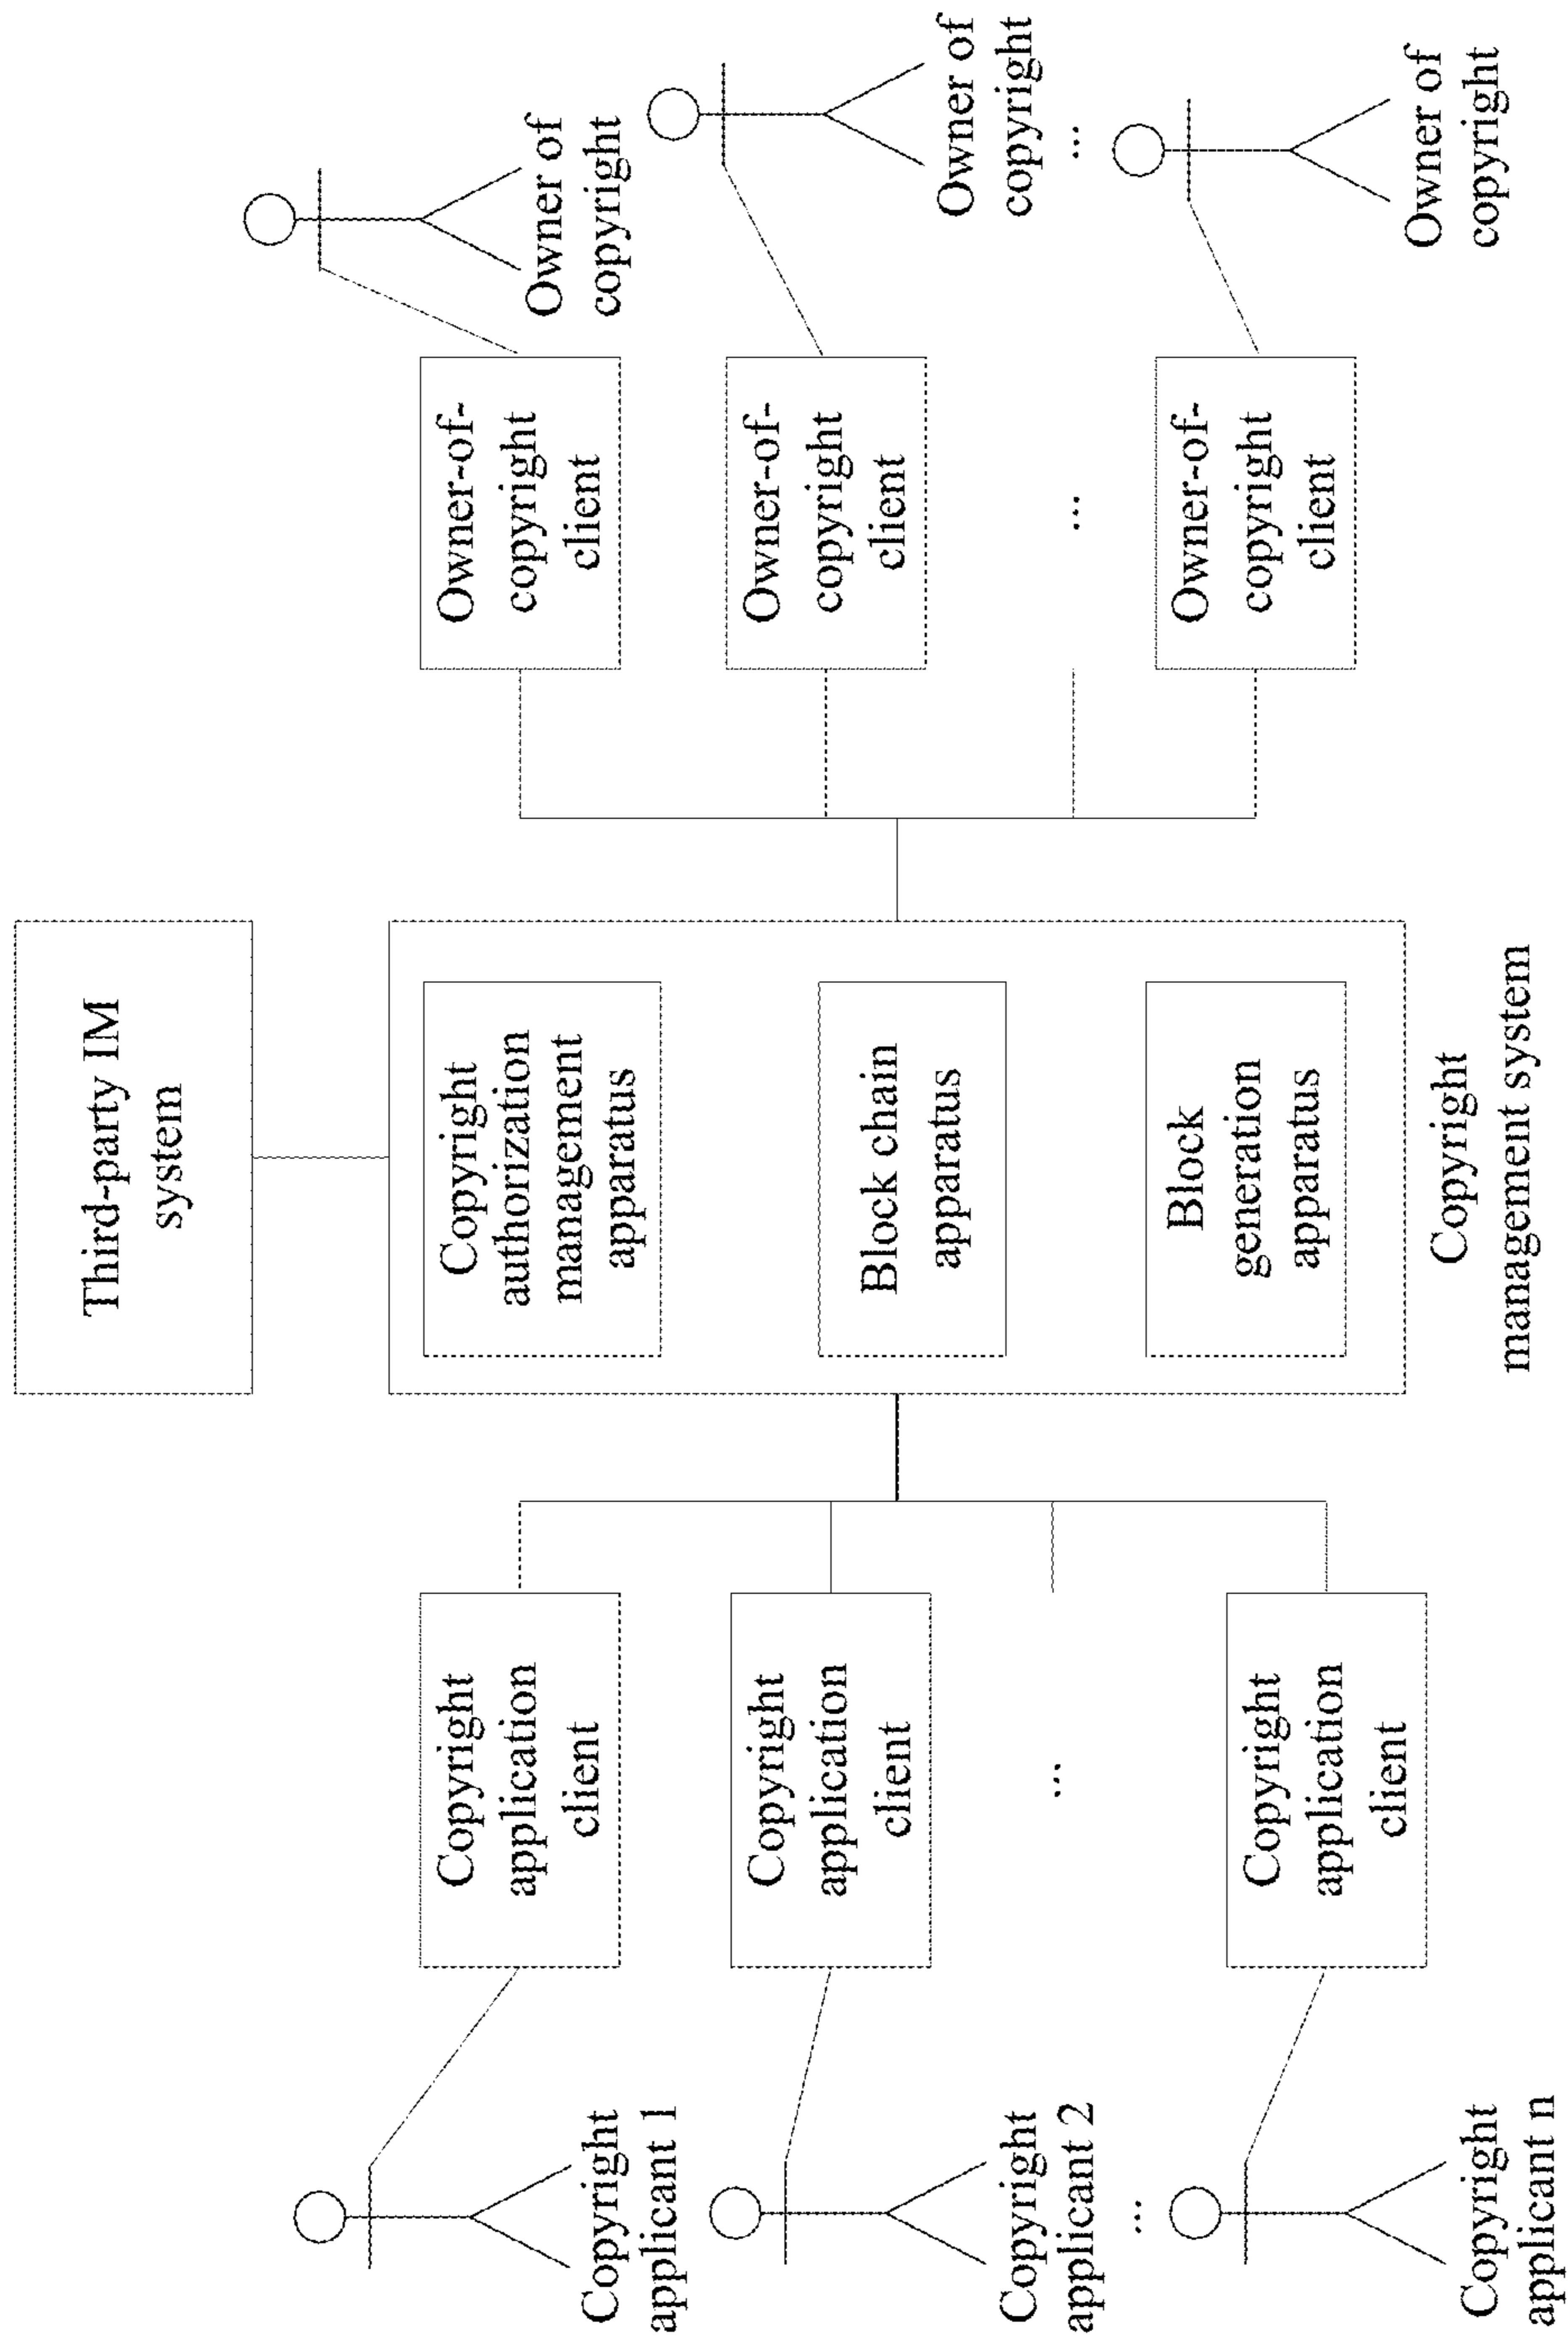 Third-party IM
system
Copyright
applicant 1
Copyright
application
client
Copyright
authorization
management
apparatus
Owner-of-
copyright
client
Owner of
copyright
Copyright
applicant 2
Copyright
application
client
Block chain
apparatus
Owner-of-
copyright
client
Owner of
copyright
...
...
...
...
Copyright
applicant n
Copyright
application
client
Block
generation
apparatus
Owner-of-
copyright
client
Owner of
copyright
Copyright
management system